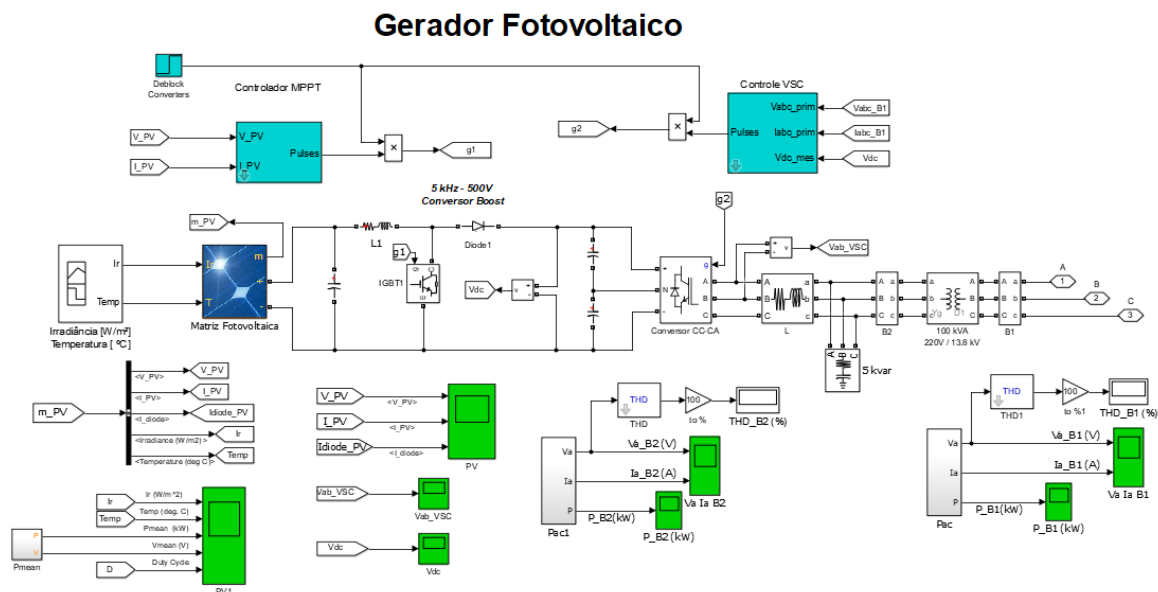 Gerador Fotovoltaico
Deblock
Converters
Controlador MPPT
V_PV
I_PV
V_PV
I_PV
Pulses
×
g1
g2
×
Controle VSC
Pulses
Vabc_prim
Iabc_prim
Vdc_mes
Vabc_B1
Iabc_B1
Vdc
5 kHz - 500V
Conversor Boost
m_PV
Ir
Temp
Irradiância [W/m²]
Temperatura [ ºC]
Ir
T
m
+
-
Matriz Fotovoltaica
L1
g1
g
C
E
IGBT1
Diode1
Vdc
v
+
-
g2
g
+
N
-
A
B
C
Conversor CC-CA
+
-
v
Vab_VSC
A
B
C
a
b
c
L
A
B
C
5 kvar
A
B
C
a
b
c
B2
a
b
c
Yg
D1
A
B
C
100 kVA
220V / 13.8 kV
A
B
C
a
b
c
B1
A
1
B
2
C
3
m_PV
<V_PV>
V_PV
<I_PV>
I_PV
<I_diode>
Idiode_PV
<Irradiance (W/m2) >
Ir
<Temperature (deg C) >
Temp
V_PV
<V_PV>
I_PV
<I_PV>
Idiode_PV
<I_diode>
PV
Vab_VSC
Vab_VSC
Vdc
Vdc
Ir
Ir (W/m ^2)
Temp
Temp (deg. C)
Pmean (kW)
Vmean (V)
D
Duty Cycle
P
V
Pmean
PV1
THD
THD
100
to %
THD_B2 (%)
Va
Ia
P
Pac1
Va_B2 (V)
Ia_B2 (A)
P_B2(kW)
Va Ia B2
P_B2 (kW)
THD
THD1
100
to %1
THD_B1 (%)
Va
Ia
P
Pac
Va_B1 (V)
Ia_B1 (A)
P_B1(kW)
Va Ia B1
P_B1 (kW)